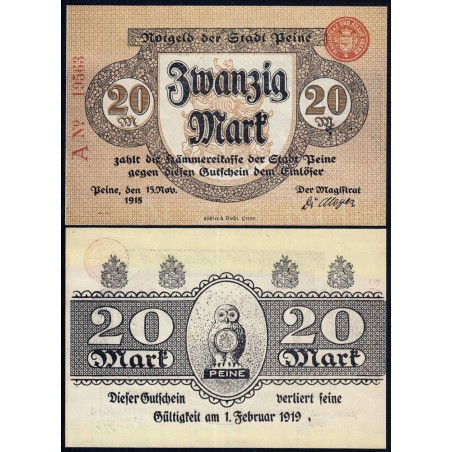 Notgeld der Stadt Peine
20 M
Zwanzig
Mark
20 M
A Nº 19563
zahlt die Kämmereikasse der Stadt Peine
gegen diesen Gutschein dem Einlöser
Peine, den 15. Nov.
1918
Der Magistrat
Dr Meyer
20
Mark
PEINE
20
Mark
Dieser Gutschein verliert seine
Gültigkeit am 1. Februar 1919 .